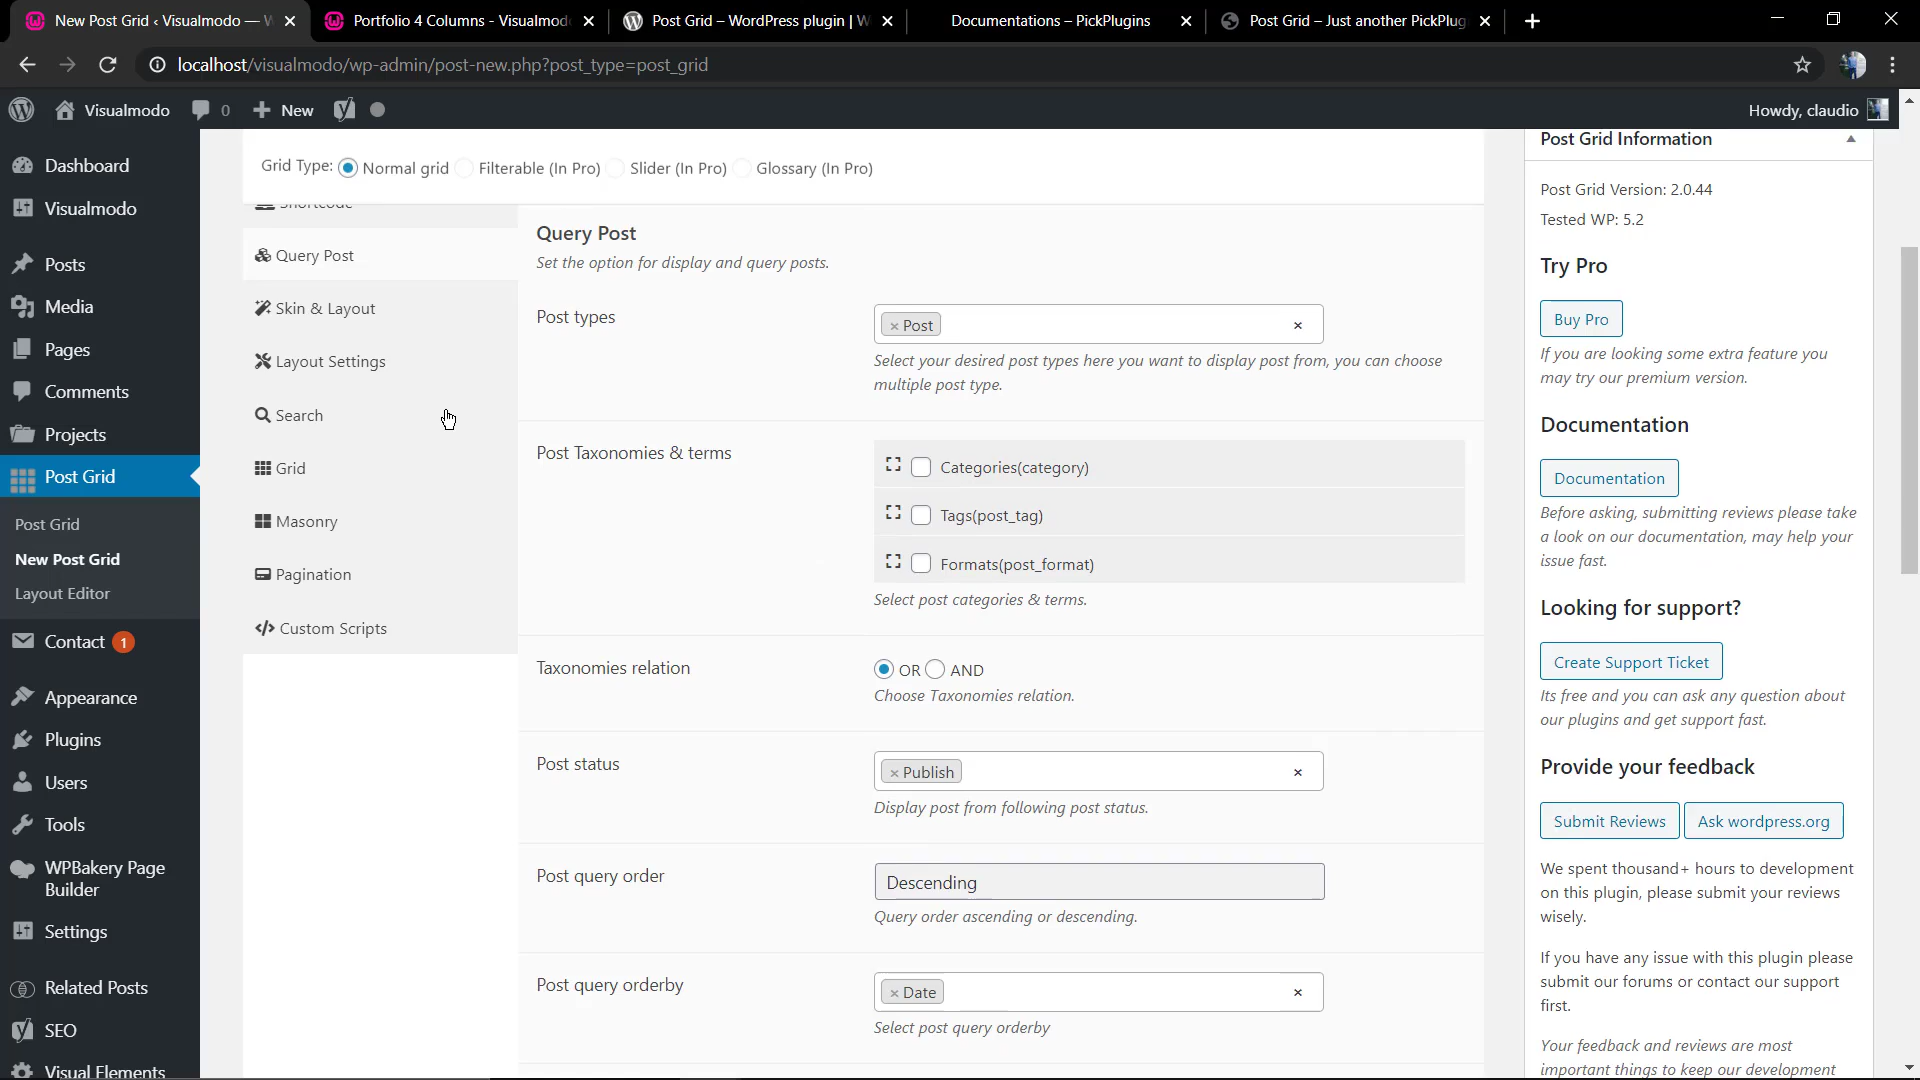 New Post Grid ‹ Visualmodo — W
Portfolio 4 Columns - Visualmodo
Post Grid – WordPress plugin | W
Documentations – PickPlugins
Post Grid – Just another PickPlug
localhost/visualmodo/wp-admin/post-new.php?post_type=post_grid
Visualmodo
0
New
Howdy, claudio
Dashboard
Visualmodo
Posts
Media
Pages
Comments
Projects
Post Grid
Post Grid
New Post Grid
Layout Editor
Contact 1
Appearance
Plugins
Users
Tools
WPBakery Page
Builder
Settings
Related Posts
SEO
Visual Elements
Grid Type: Normal grid Filterable (In Pro) Slider (In Pro) Glossary (In Pro)
Shortcode
Query Post
Skin & Layout
Layout Settings
Search
Grid
Masonry
Pagination
Custom Scripts
Query Post
Set the option for display and query posts.
Post types
× Post ×
Select your desired post types here you want to display post from, you can choose
multiple post type.
Post Taxonomies & terms
Categories(category)
Tags(post_tag)
Formats(post_format)
Select post categories & terms.
Taxonomies relation
OR AND
Choose Taxonomies relation.
Post status
× Publish ×
Display post from following post status.
Post query order
Descending
Query order ascending or descending.
Post query orderby
× Date ×
Select post query orderby
Post Grid Information
Post Grid Version: 2.0.44
Tested WP: 5.2
Try Pro
Buy Pro
If you are looking some extra feature you
may try our premium version.
Documentation
Documentation
Before asking, submitting reviews please take
a look on our documentation, may help your
issue fast.
Looking for support?
Create Support Ticket
Its free and you can ask any question about
our plugins and get support fast.
Provide your feedback
Submit Reviews
Ask wordpress.org
We spent thousand+ hours to development
on this plugin, please submit your reviews
wisely.
If you have any issue with this plugin please
submit our forums or contact our support
first.
Your feedback and reviews are most
important things to keep our development